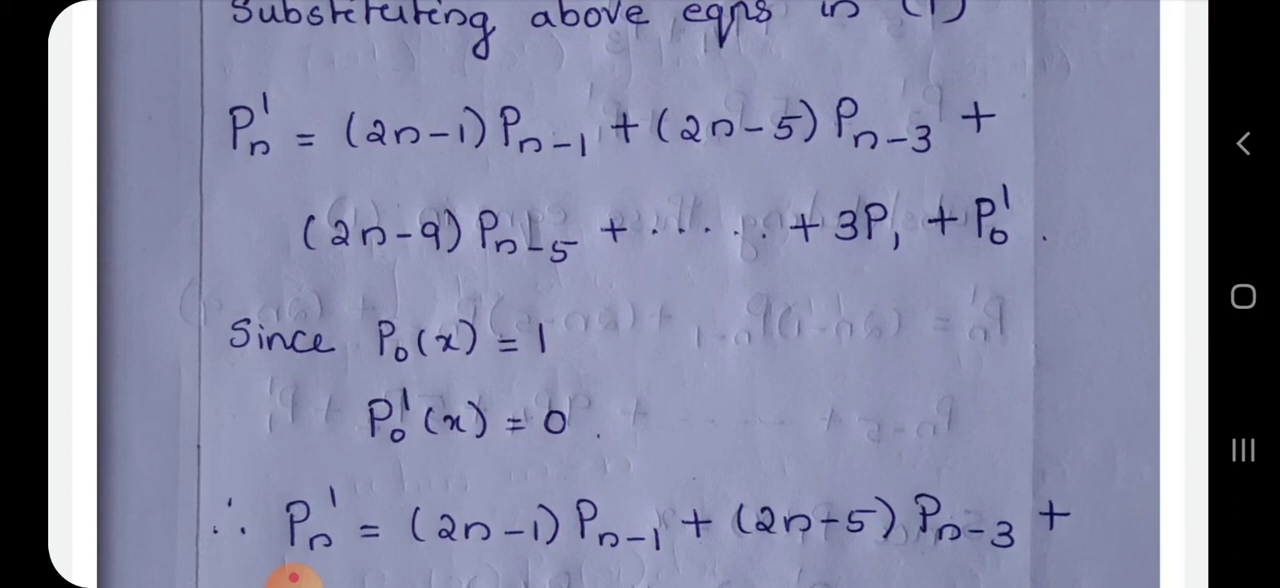 Substituting above eqns in (1)
P'ₙ = (2n-1) Pₙ₋₁ + (2n-5) Pₙ₋₃ +
(2n-9) Pₙ₋₅ + ..... + 3P₁ + P'₀ .
Since P₀(x) = 1
P'₀(x) = 0 .
∴ P'ₙ = (2n-1) Pₙ₋₁ + (2n-5) Pₙ₋₃ +